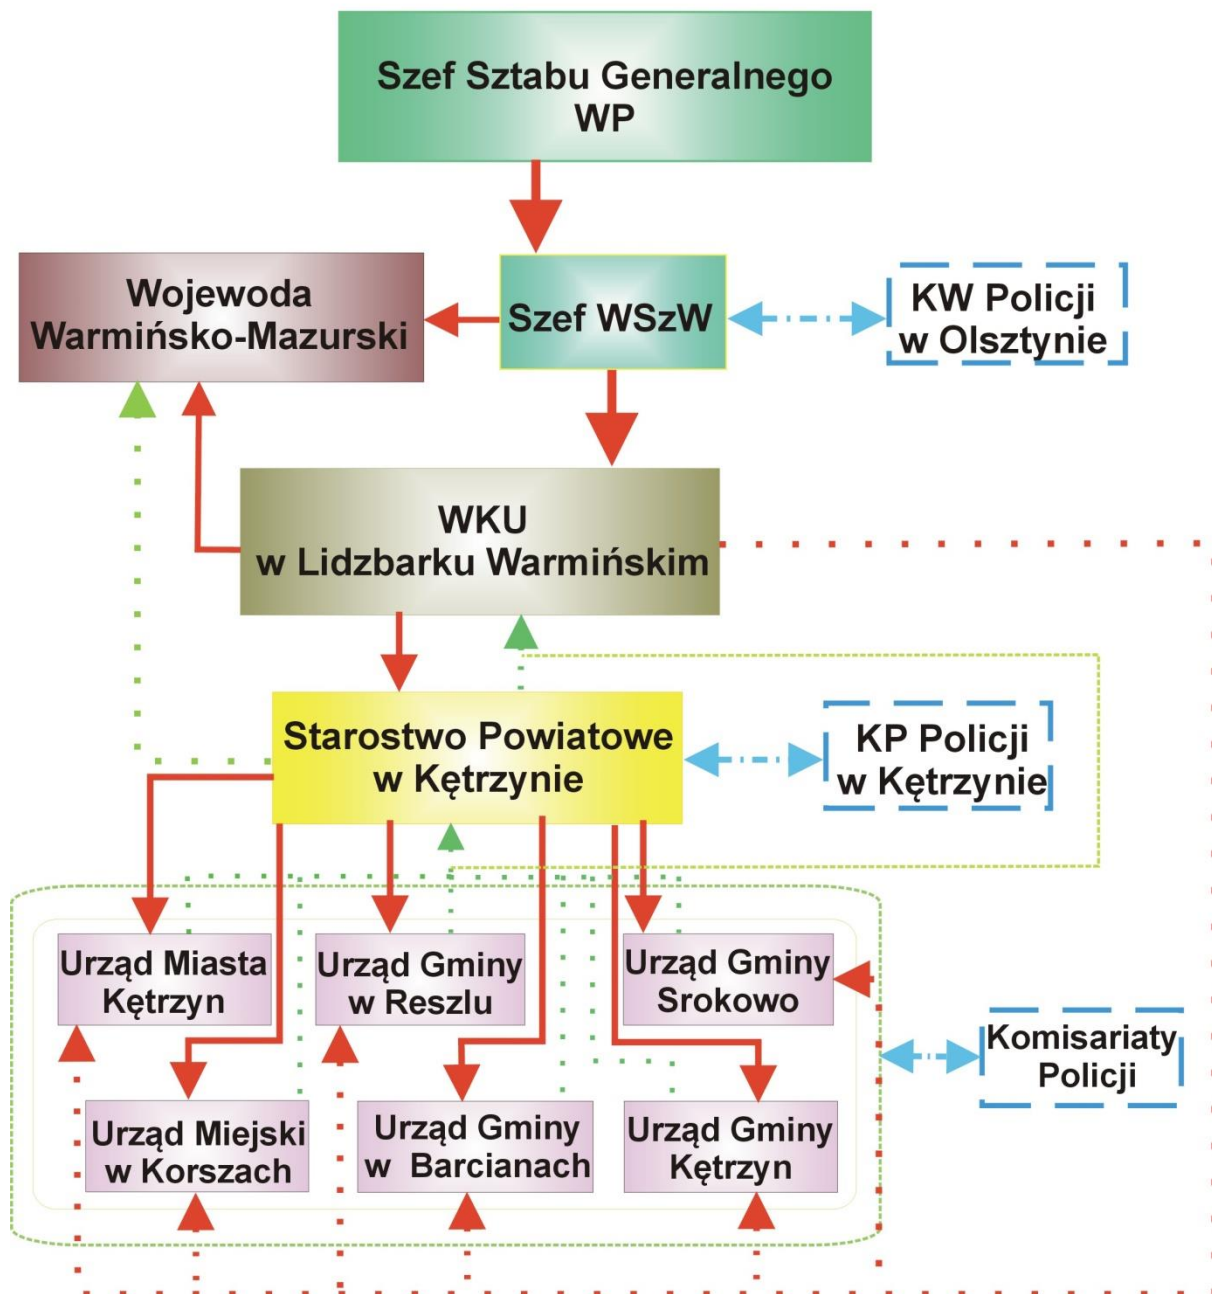 Szef Sztabu Generalnego
WP
Wojewoda
Warmińsko-Mazurski
Szef WSzW
KW Policji
w Olsztynie
WKU
w Lidzbarku Warmińskim
Starostwo Powiatowe
w Kętrzynie
KP Policji
w Kętrzynie
Urząd Miasta
Kętrzyn
Urząd Gminy
w Reszlu
Urząd Gminy
Srokowo
Komisariaty
Policji
Urząd Miejski
w Korszach
Urząd Gminy
w Barcianach
Urząd Gminy
Kętrzyn